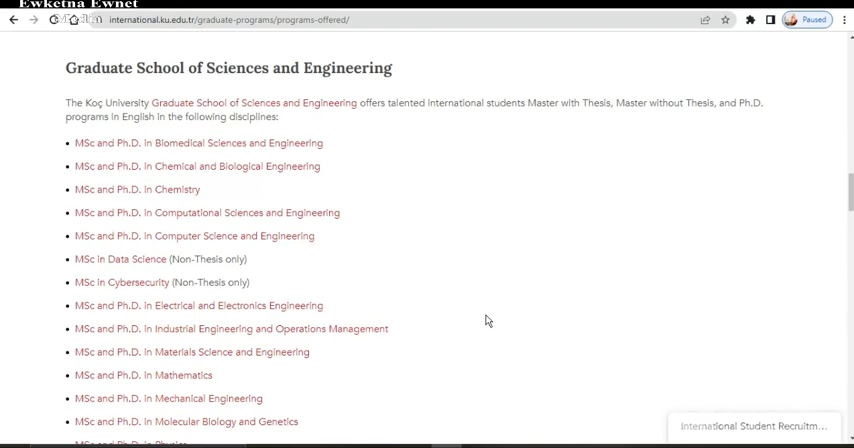 Ewketna Ewnet
international.ku.edu.tr/graduate-programs/programs-offered/
Paused
Graduate School of Sciences and Engineering
The Koç University Graduate School of Sciences and Engineering offers talented international students Master with Thesis, Master without Thesis, and Ph.D.
programs in English in the following disciplines:
• MSc and Ph.D. in Biomedical Sciences and Engineering
• MSc and Ph.D. in Chemical and Biological Engineering
• MSc and Ph.D. in Chemistry
• MSc and Ph.D. in Computational Sciences and Engineering
• MSc and Ph.D. in Computer Science and Engineering
• MSc in Data Science (Non-Thesis only)
• MSc in Cybersecurity (Non-Thesis only)
• MSc and Ph.D. in Electrical and Electronics Engineering
• MSc and Ph.D. in Industrial Engineering and Operations Management
• MSc and Ph.D. in Materials Science and Engineering
• MSc and Ph.D. in Mathematics
• MSc and Ph.D. in Mechanical Engineering
• MSc and Ph.D. in Molecular Biology and Genetics
MSc and Ph.D. in Physics
International Student Recruitm...